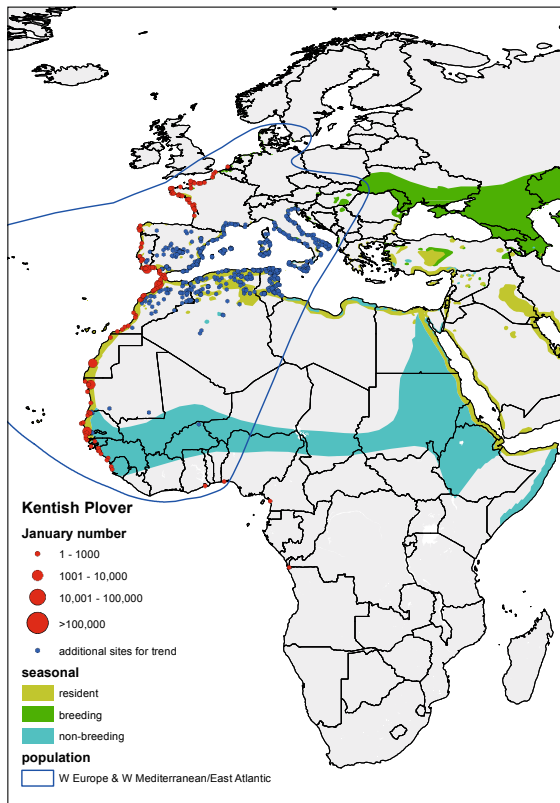 Kentish Plover
January number
1 - 1000
1001 - 10,000
10,001 - 100,000
>100,000
additional sites for trend
seasonal
resident
breeding
non-breeding
population
W Europe & W Mediterranean/East Atlantic